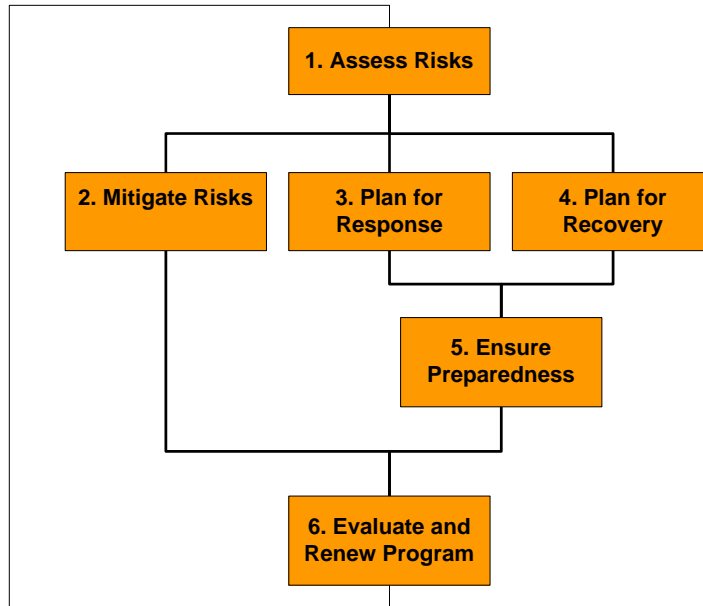 1. Assess Risks
2. Mitigate Risks
3. Plan for
Response
4. Plan for
Recovery
5. Ensure
Preparedness
6. Evaluate and
Renew Program